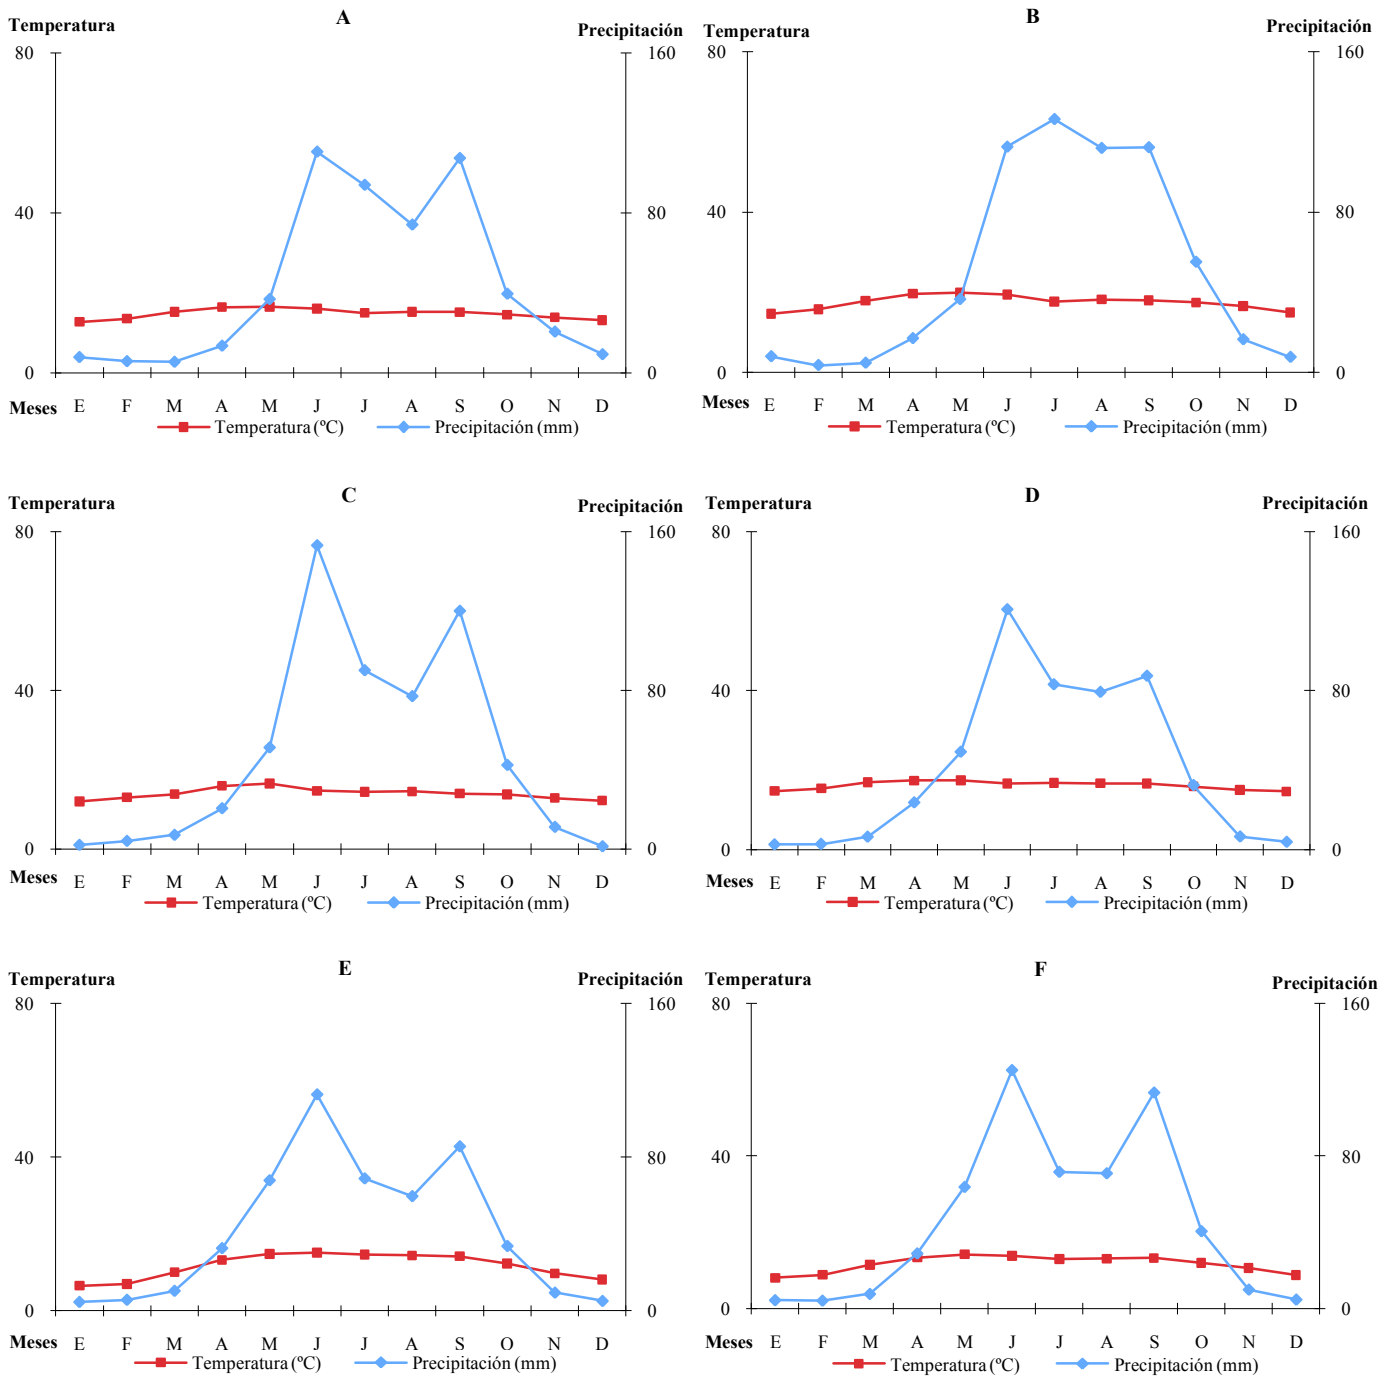 A
Temperatura
Precipitación
80
160
40
80
0
0
Meses E F M A M J J A S O N D
Temperatura (ºC) Precipitación (mm)
B
Temperatura
Precipitación
80
160
40
80
0
0
Meses E F M A M J J A S O N D
Temperatura (ºC) Precipitación (mm)
C
Temperatura
Precipitación
80
160
40
80
0
0
Meses E F M A M J J A S O N D
Temperatura (ºC) Precipitación (mm)
D
Temperatura
Precipitación
80
160
40
80
0
0
Meses E F M A M J J A S O N D
Temperatura (ºC) Precipitación (mm)
E
Temperatura
Precipitación
80
160
40
80
0
0
Meses E F M A M J J A S O N D
Temperatura (ºC) Precipitación (mm)
F
Temperatura
Precipitación
80
160
40
80
0
0
Meses E F M A M J J A S O N D
Temperatura (ºC) Precipitación (mm)